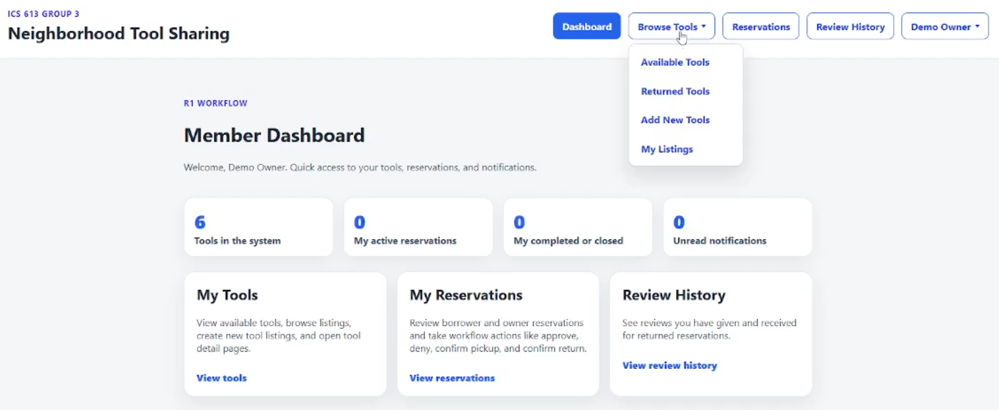 ICS 613 GROUP 3
Neighborhood Tool Sharing
Dashboard
Browse Tools
Reservations
Review History
Demo Owner
Available Tools
Returned Tools
Add New Tools
My Listings
R1 WORKFLOW
Member Dashboard
Welcome, Demo Owner. Quick access to your tools, reservations, and notifications.
6
Tools in the system
0
My active reservations
0
My completed or closed
0
Unread notifications
My Tools
View available tools, browse listings,
create new tool listings, and open tool
detail pages.
View tools
My Reservations
Review borrower and owner reservations
and take workflow actions like approve,
deny, confirm pickup, and confirm return.
View reservations
Review History
See reviews you have given and received
for returned reservations.
View review history